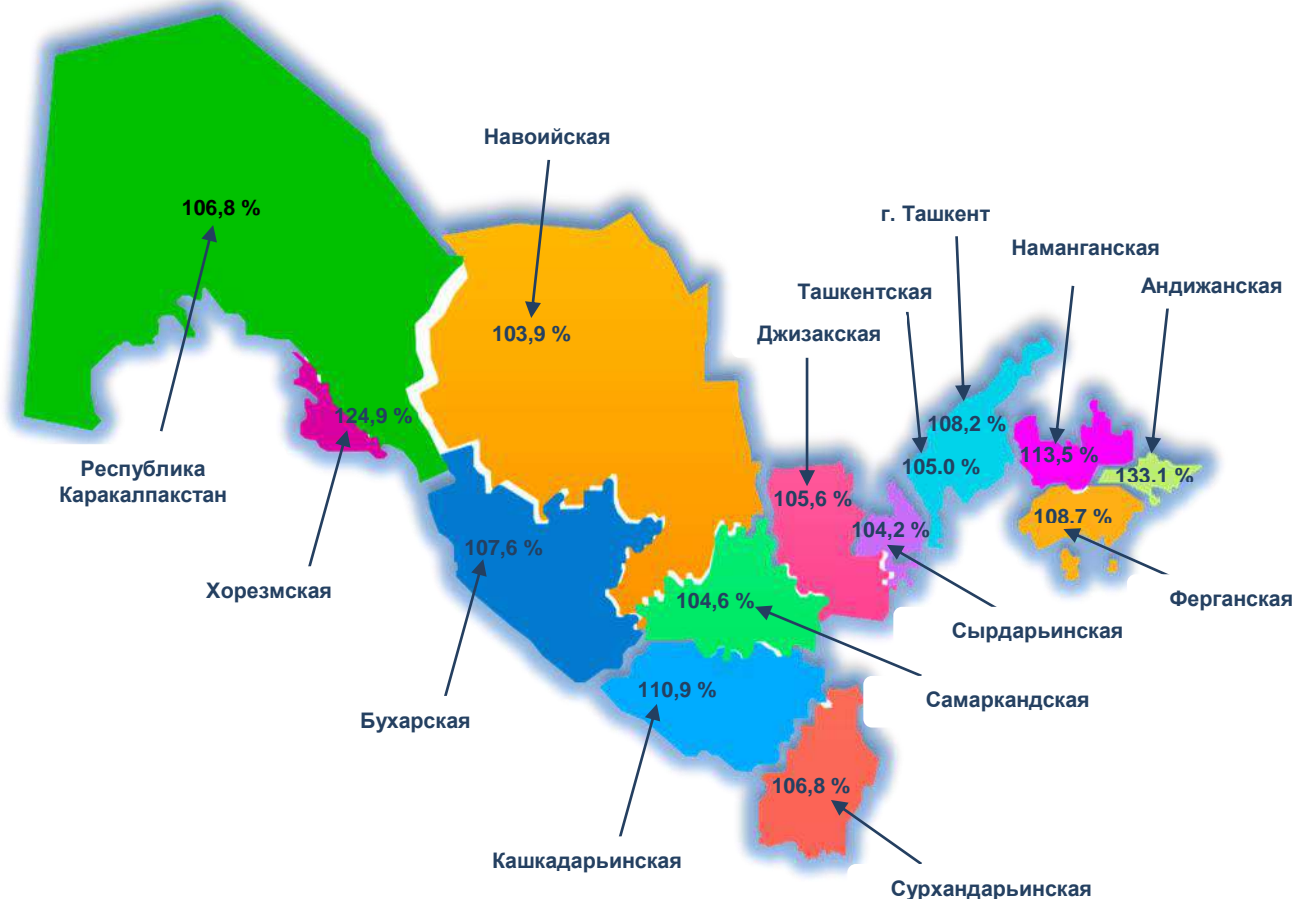 Навоийская
г. Ташкент
Наманганская
Андижанская
Ташкентская
Джизакская
106,8 %
103,9 %
124,9 %
108,2 %
105.0 %
113,5 %
133.1 %
105,6 %
104,2 %
108.7 %
Республика
Каракалпакстан
107,6 %
Хорезмская
104,6 %
Ферганская
Сырдарьинская
110,9 %
Самаркандская
Бухарская
106,8 %
Кашкадарьинская
Сурхандарьинская